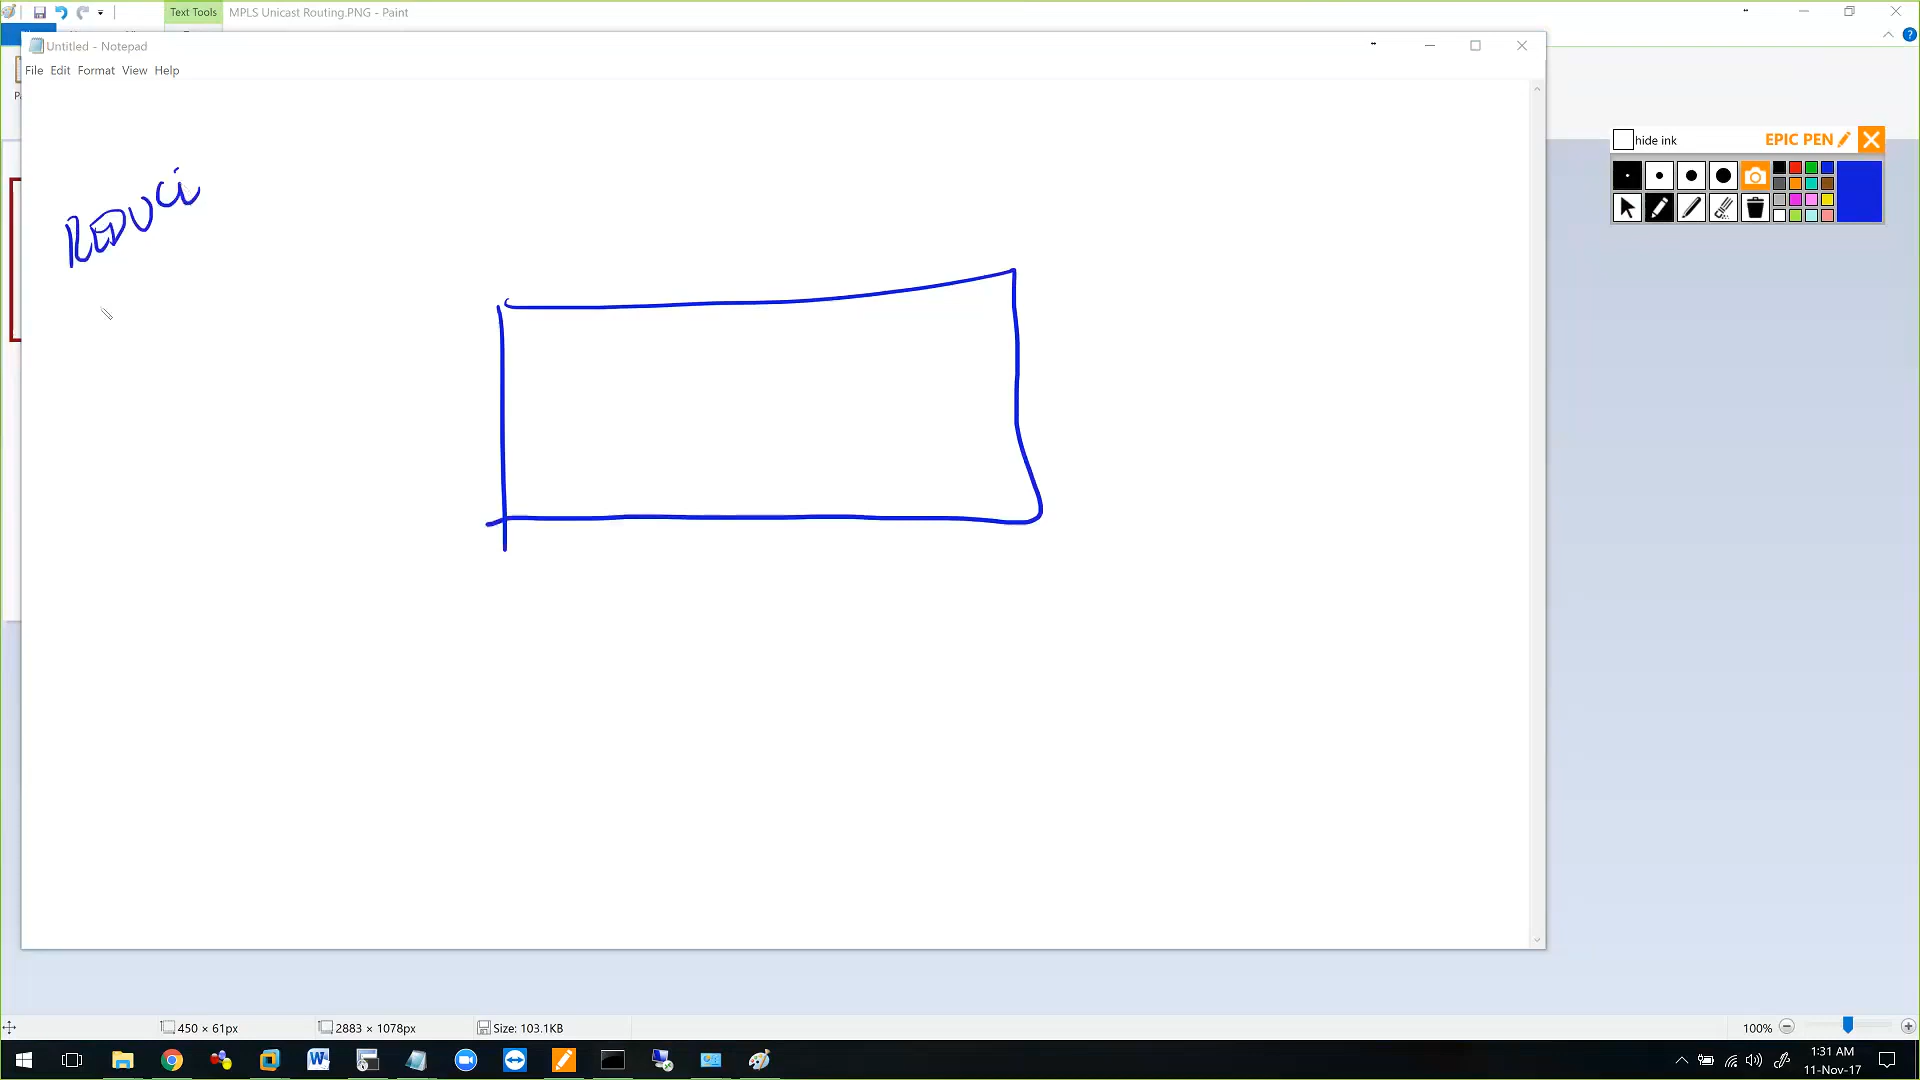 Text Tools MPLS Unicast Routing.PNG - Paint
Untitled - Notepad
File Edit Format View Help
hide ink EPIC PEN
REDUCi
450 × 61px 2883 × 1078px Size: 103.1KB 100%
1:31 AM
11-Nov-17